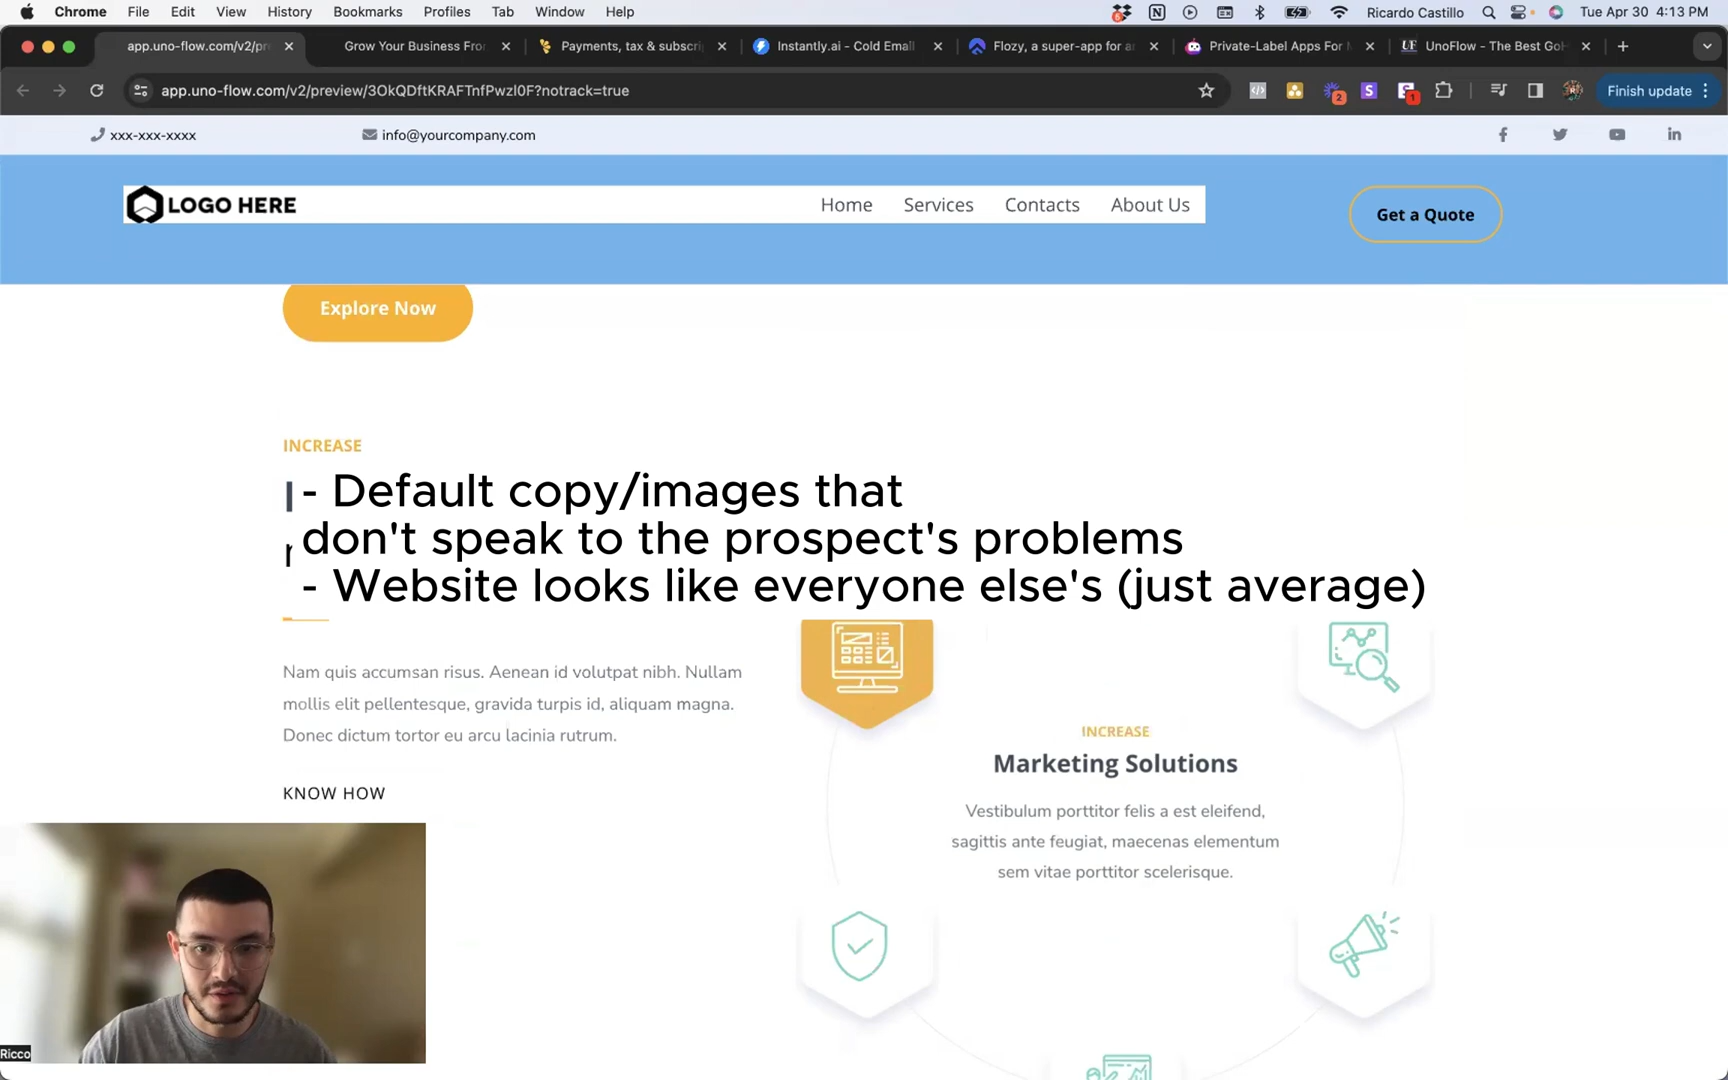 Chrome File Edit View History Bookmarks Profiles Tab Window Help
Ricardo Castillo Tue Apr 30 4:13 PM
app.uno-flow.com/v2/pr
Grow Your Business Fro
Payments, tax & subscri
Instantly.ai - Cold Email
Flozy, a super-app for a
Private-Label Apps For
UnoFlow - The Best Go
app.uno-flow.com/v2/preview/3OkQDftKRAFTnfPwzl0F?notrack=true
2
1
Finish update
xxx-xxx-xxxx info@yourcompany.com
LOGO HERE
Home Services Contacts About Us
Get a Quote
Explore Now
INCREASE
- Default copy/images that
don't speak to the prospect's problems
- Website looks like everyone else's (just average)
Nam quis accumsan risus. Aenean id volutpat nibh. Nullam
mollis elit pellentesque, gravida turpis id, aliquam magna.
Donec dictum tortor eu arcu lacinia rutrum.
KNOW HOW
INCREASE
Marketing Solutions
Vestibulum porttitor felis a est eleifend,
sagittis ante feugiat, maecenas elementum
sem vitae porttitor scelerisque.
Ricco